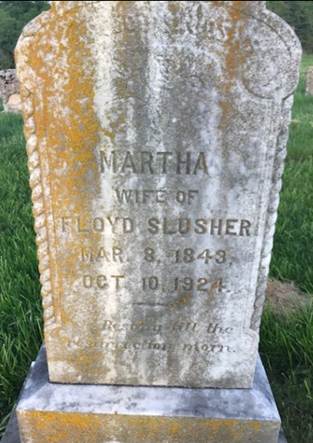 MARTHA
WIFE OF
FLOYD SLUSHER
MAR. 8, 1843,
OCT. 10, 1924.
Resting till the
resurrection morn.